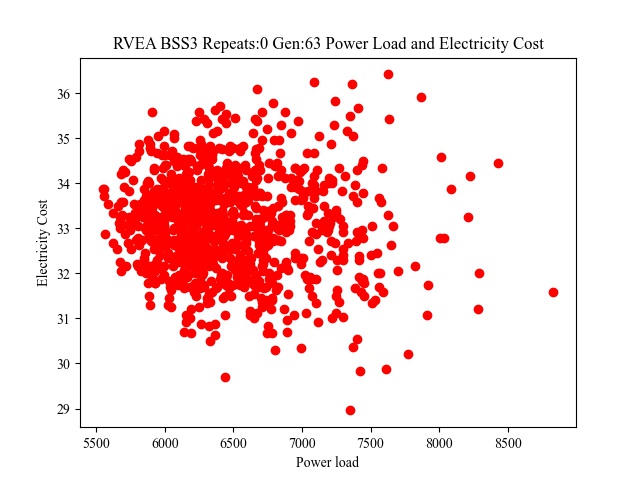 RVEA BSS3 Repeats:0 Gen:63 Power Load and Electricity Cost
Electricity Cost
36
35
34
33
32
31
30
29
5500 6000 6500 7000 7500 8000 8500
Power load